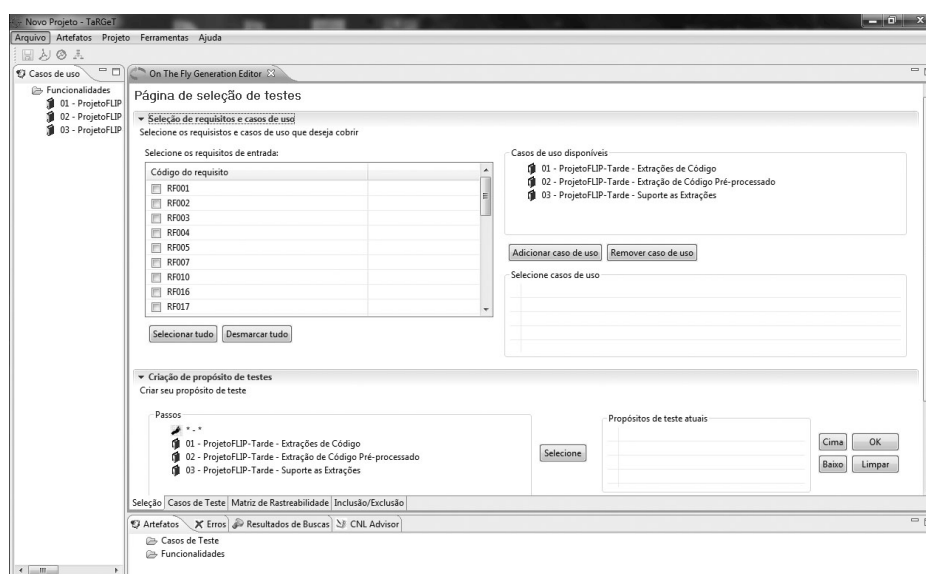 Novo Projeto - TaRGeT
Arquivo Artefatos Projeto Ferramentas Ajuda
Casos de uso
Funcionalidades
01 - ProjetoFLIP
02 - ProjetoFLIP
03 - ProjetoFLIP
On The Fly Generation Editor
Página de seleção de testes
Seleção de requisitos e casos de uso
Selecione os requisistos e casos de uso que deseja cobrir
Selecione os requisitos de entrada:
Código do requisito
RF001
RF002
RF003
RF004
RF005
RF007
RF010
RF016
RF017
Selecionar tudo Desmarcar tudo
Casos de uso disponíveis
01 - ProjetoFLIP-Tarde - Extrações de Código
02 - ProjetoFLIP-Tarde - Extração de Código Pré-processado
03 - ProjetoFLIP-Tarde - Suporte as Extrações
Adicionar caso de uso Remover caso de uso
Selecione casos de uso
Criação de propósito de testes
Criar seu propósito de teste
Passos
* - *
01 - ProjetoFLIP-Tarde - Extrações de Código
02 - ProjetoFLIP-Tarde - Extração de Código Pré-processado
03 - ProjetoFLIP-Tarde - Suporte as Extrações
Selecione
Propósitos de teste atuais
Cima OK
Baixo Limpar
Seleção Casos de Teste Matriz de Rastreabilidade Inclusão/Exclusão
Artefatos Erros Resultados de Buscas CNL Advisor
Casos de Teste
Funcionalidades